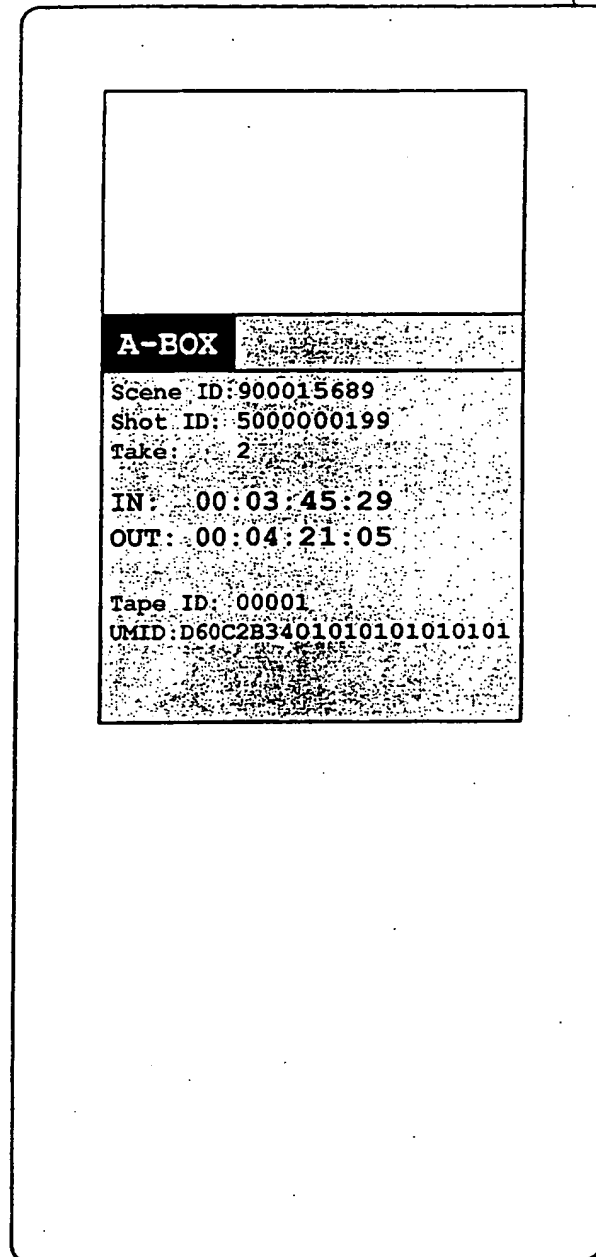 A-BOX
Scene ID:900015689
Shot ID: 5000000199
Take: 2
IN: 00:03:45:29
OUT: 00:04:21:05
Tape ID: 00001
UMID:D60C2B3401010101010101